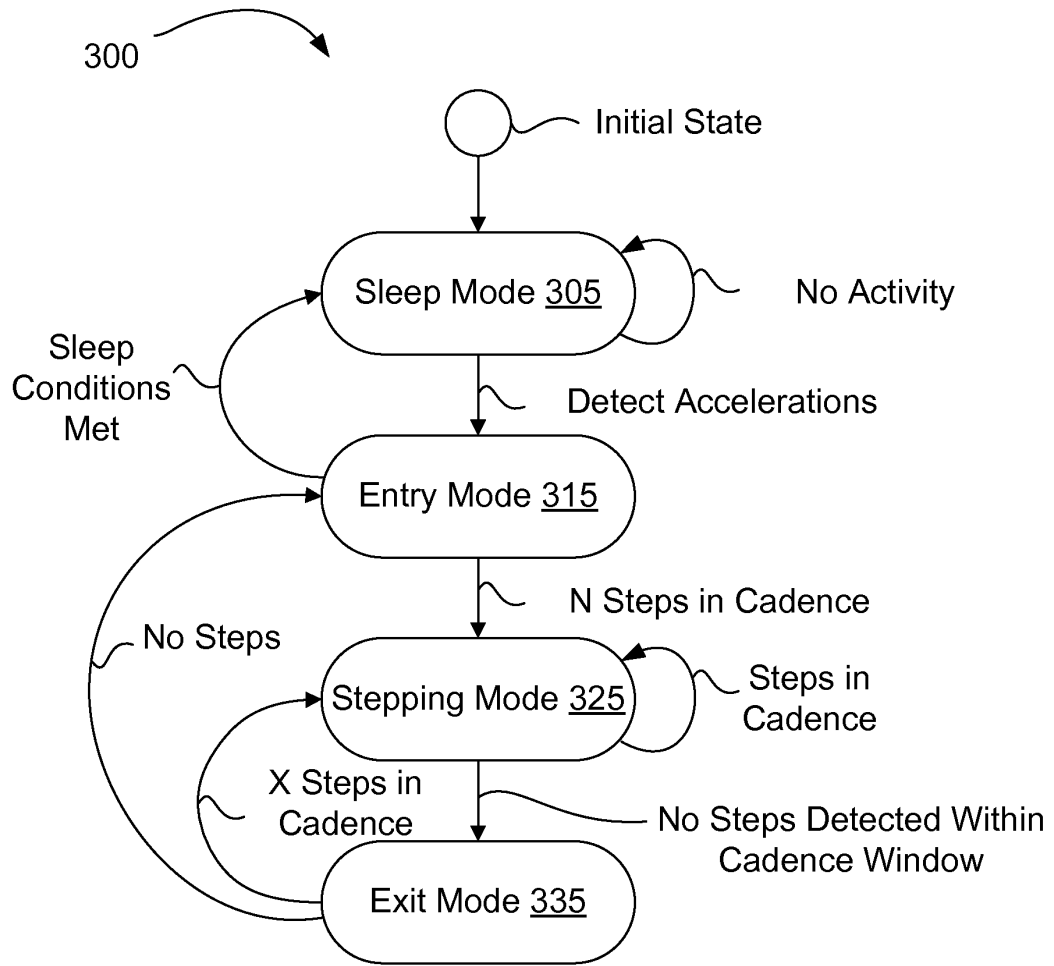 300
Initial State
Sleep Mode 305
No Activity
Sleep
Conditions
Met
Detect Accelerations
Entry Mode 315
N Steps in Cadence
No Steps
Stepping Mode 325
Steps in
Cadence
X Steps in
Cadence
No Steps Detected Within
Cadence Window
Exit Mode 335